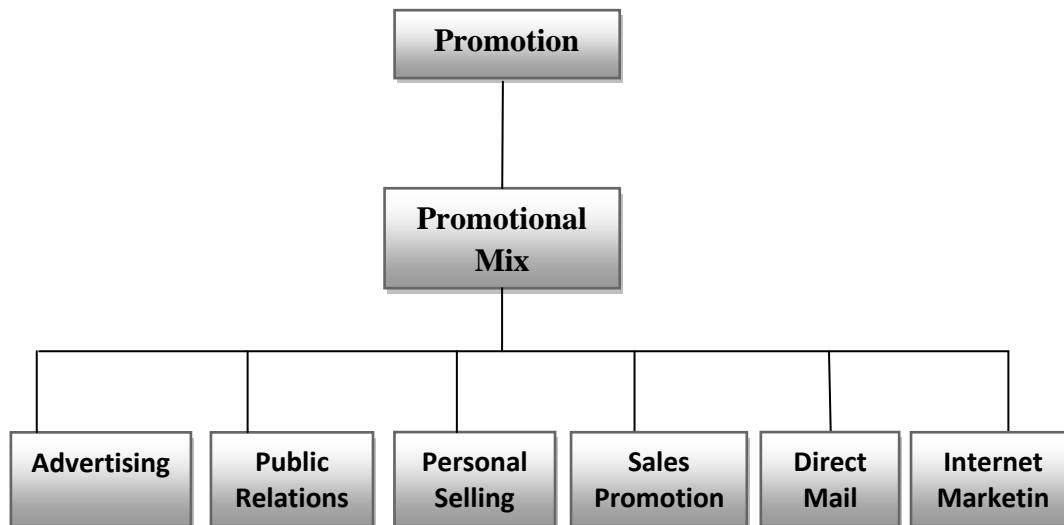 Promotion
Promotional
Mix
Advertising
Public
Relations
Personal
Selling
Sales
Promotion
Direct
Mail
Internet
Marketin